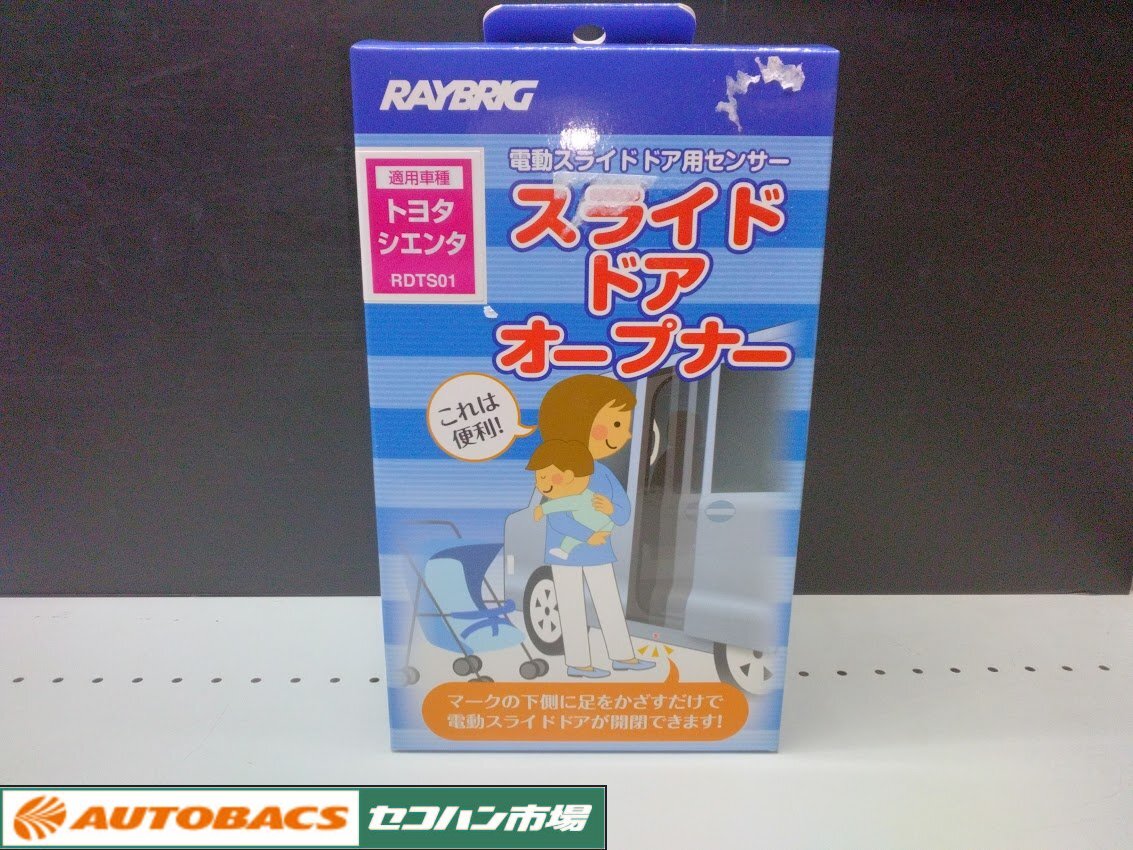 RAYBRIG
電動スライドドア用センサー
適用車種
トヨタ
シエンタ
RDTS01
スライド
ドア
オープナー
これは
便利!
マークの下側に足をかざすだけで
電動スライドドアが開閉できます!
AUTOBACS セコハン市場